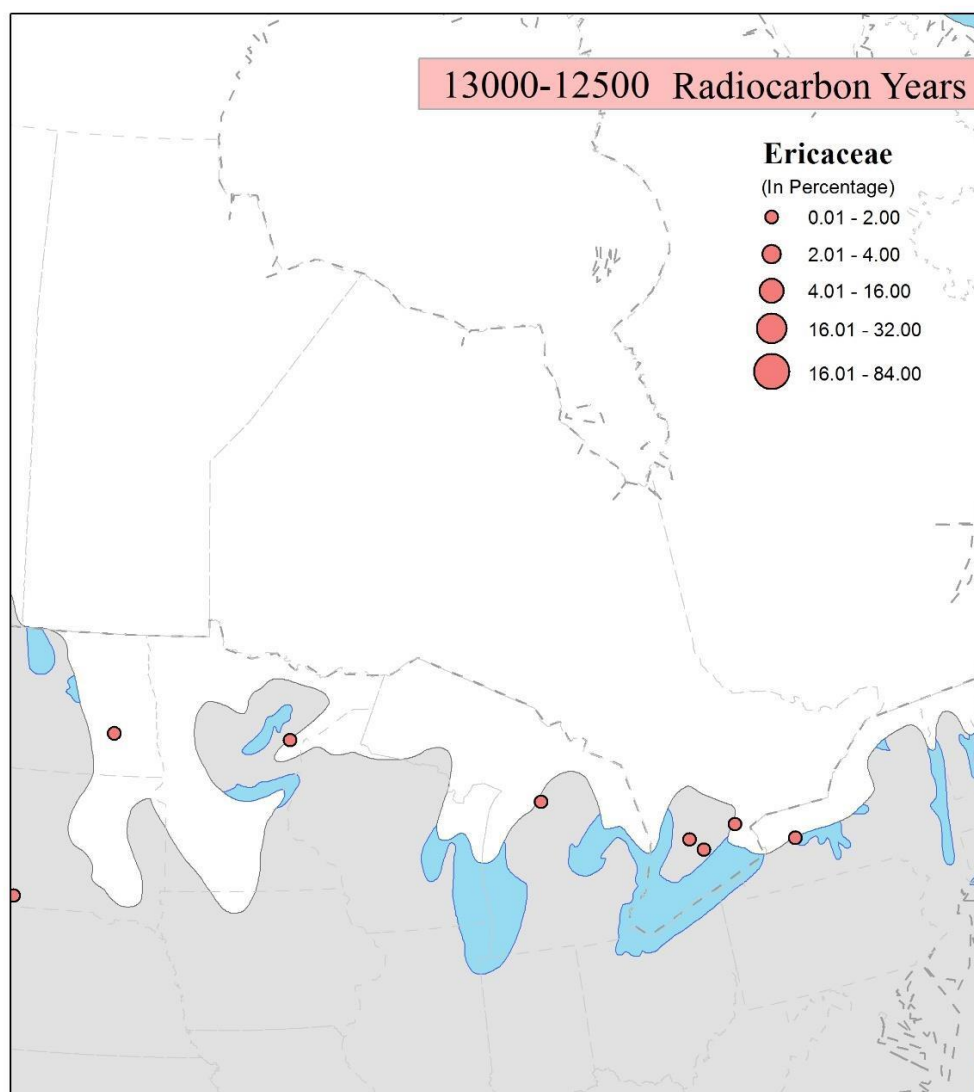 13000-12500 Radiocarbon Years
Ericaceae
(In Percentage)
0.01 - 2.00
2.01 - 4.00
4.01 - 16.00
16.01 - 32.00
16.01 - 84.00